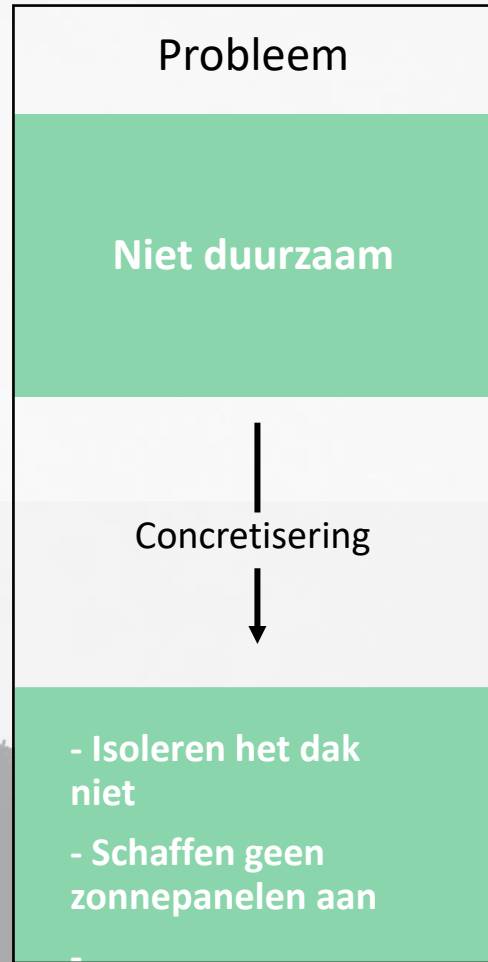 Probleem
Niet duurzaam
Concretisering
- Isoleren het dak
niet
- Schaffen geen
zonnepanelen aan
-